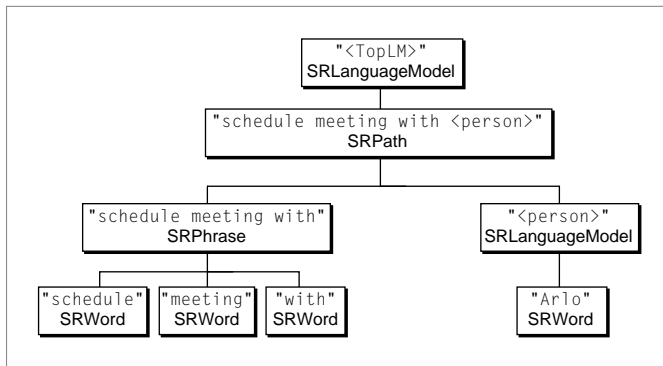 "<TopLM>"
SRLanguageModel
"schedule meeting with <person>"
SRPath
"schedule meeting with"
SRPhrase
"<person>"
SRLanguageModel
"schedule"
SRWord
"meeting"
SRWord
"with"
SRWord
"Arlo"
SRWord